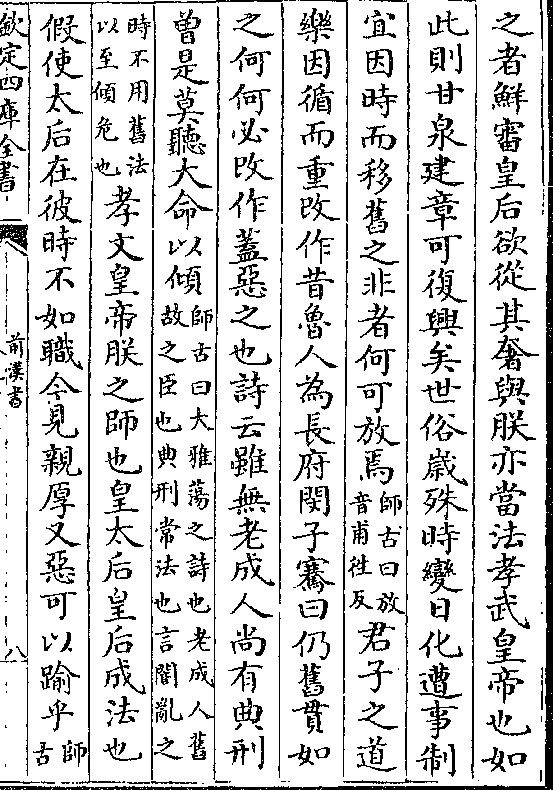 之者鮮審皇后欲從其奢與朕亦當法孝武皇帝也如
此則甘泉建章可復興矣世俗歲殊時變日化遭事制
宜因時而移舊之非者何可放焉師古曰放音甫往反君子之道
樂因循而重改作昔魯人為長府閔子騫曰仍舊貫如
之何何必改作蓋惡之也詩云雖無老成人尚有典刑
曾是莫聽大命以傾師古曰大雅蕩之詩也老成人舊故之臣也典刑常法也言闇亂之
時不用舊法以至傾危也孝文皇帝朕之師也皇太后皇后成法也
假使太后在彼時不如職今見親厚又惡可以踰乎師古
欽定四庫全書
前漢書
八